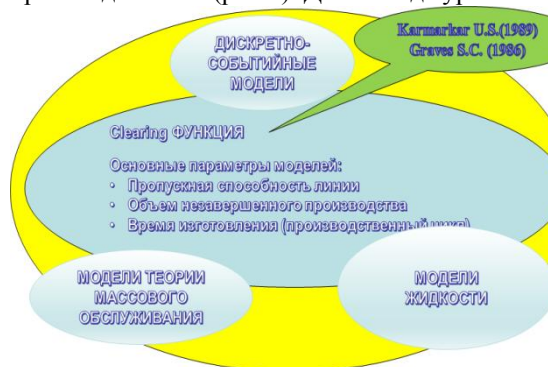 Karmarkar U.S.(1989)
Graves S.C. (1986)
ДИСКРЕТНО-
СОБЫТИЙНЫЕ
МОДЕЛИ
Clearing ФУНКЦИЯ
Основные параметры моделей:
• Пропускная способность линии
• Объем незавершенного производства
• Время изготовления (производственный цикл)
МОДЕЛИ ТЕОРИИ
МАССОВОГО
ОБСЛУЖИВАНИЯ
МОДЕЛИ
ЖИДКОСТИ